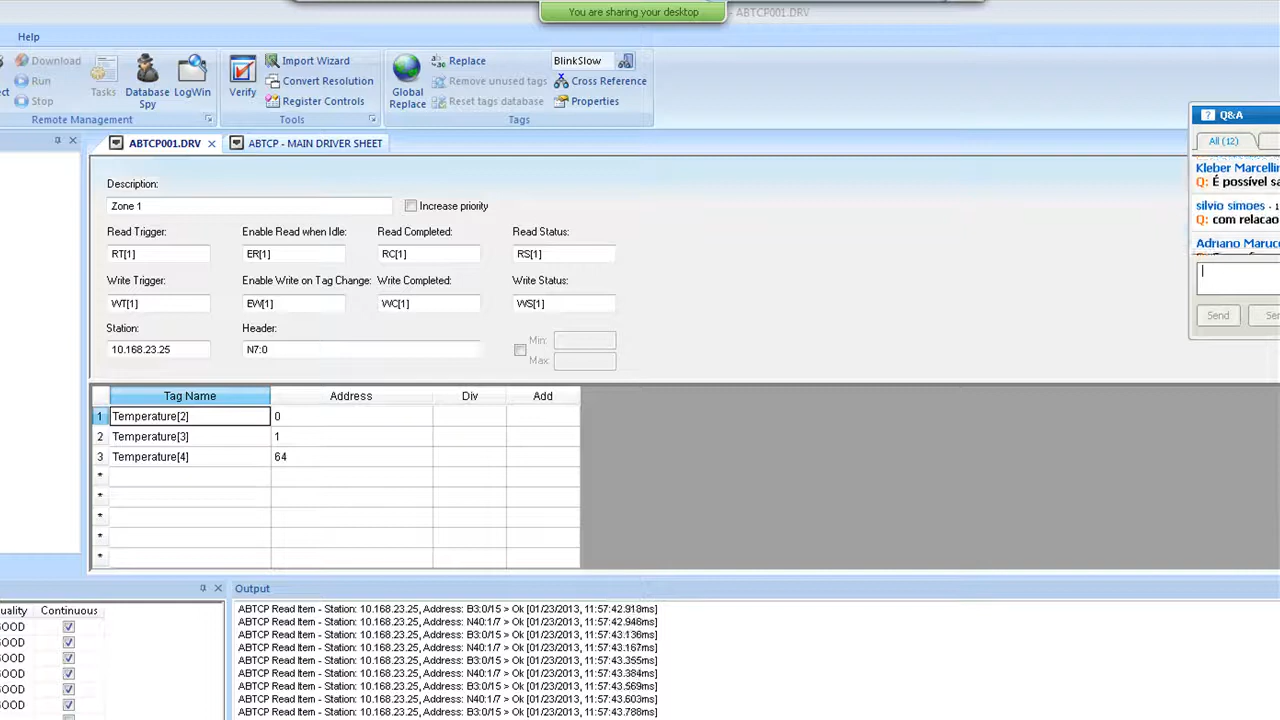 You are sharing your desktop
- ABTCP001.DRV
Help
Download
Run
Stop
Tasks
Database Spy
LogWin
Remote Management
Verify
Import Wizard
Convert Resolution
Register Controls
Tools
Global Replace
Replace
Remove unused tags
Reset tags database
BlinkSlow
Cross Reference
Properties
Tags
ABTCP001.DRV
ABTCP - MAIN DRIVER SHEET
Q&A
All (12)
Kleber Marcellin
Q: É possível sa
silvio simoes - 1
Q: com relacao
Adriano Maruc
Send
Description:
Zone 1
Increase priority
Read Trigger: Enable Read when Idle: Read Completed: Read Status:
RT[1] ER[1] RC[1] RS[1]
Write Trigger: Enable Write on Tag Change: Write Completed: Write Status:
WT[1] EW[1] WC[1] WS[1]
Station: Header:
10.168.23.25 N7:0
Min:
Max:
Tag Name Address Div Add
1 Temperature[2] 0
2 Temperature[3] 1
3 Temperature[4] 64
*
*
*
*
*
Output
uality Continuous
GOOD
GOOD
GOOD
GOOD
GOOD
GOOD
ABTCP Read Item - Station: 10.168.23.25, Address: B3:0/15 > Ok [01/23/2013, 11:57:42.918ms]
ABTCP Read Item - Station: 10.168.23.25, Address: N40:1/7 > Ok [01/23/2013, 11:57:42.946ms]
ABTCP Read Item - Station: 10.168.23.25, Address: B3:0/15 > Ok [01/23/2013, 11:57:43.136ms]
ABTCP Read Item - Station: 10.168.23.25, Address: N40:1/7 > Ok [01/23/2013, 11:57:43.167ms]
ABTCP Read Item - Station: 10.168.23.25, Address: B3:0/15 > Ok [01/23/2013, 11:57:43.355ms]
ABTCP Read Item - Station: 10.168.23.25, Address: N40:1/7 > Ok [01/23/2013, 11:57:43.384ms]
ABTCP Read Item - Station: 10.168.23.25, Address: B3:0/15 > Ok [01/23/2013, 11:57:43.569ms]
ABTCP Read Item - Station: 10.168.23.25, Address: N40:1/7 > Ok [01/23/2013, 11:57:43.603ms]
ABTCP Read Item - Station: 10.168.23.25, Address: B3:0/15 > Ok [01/23/2013, 11:57:43.788ms]